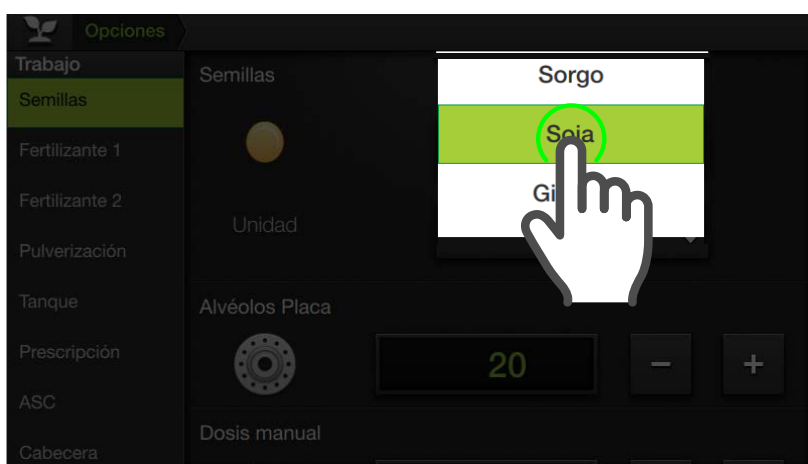 Opciones
Trabajo
Semillas
Fertilizante 1
Fertilizante 2
Pulverización
Tanque
Prescripción
ASC
Cabecera
Semillas
Unidad
Sorgo
Soja
Alvéolos Placa
20
−
+
Dosis manual